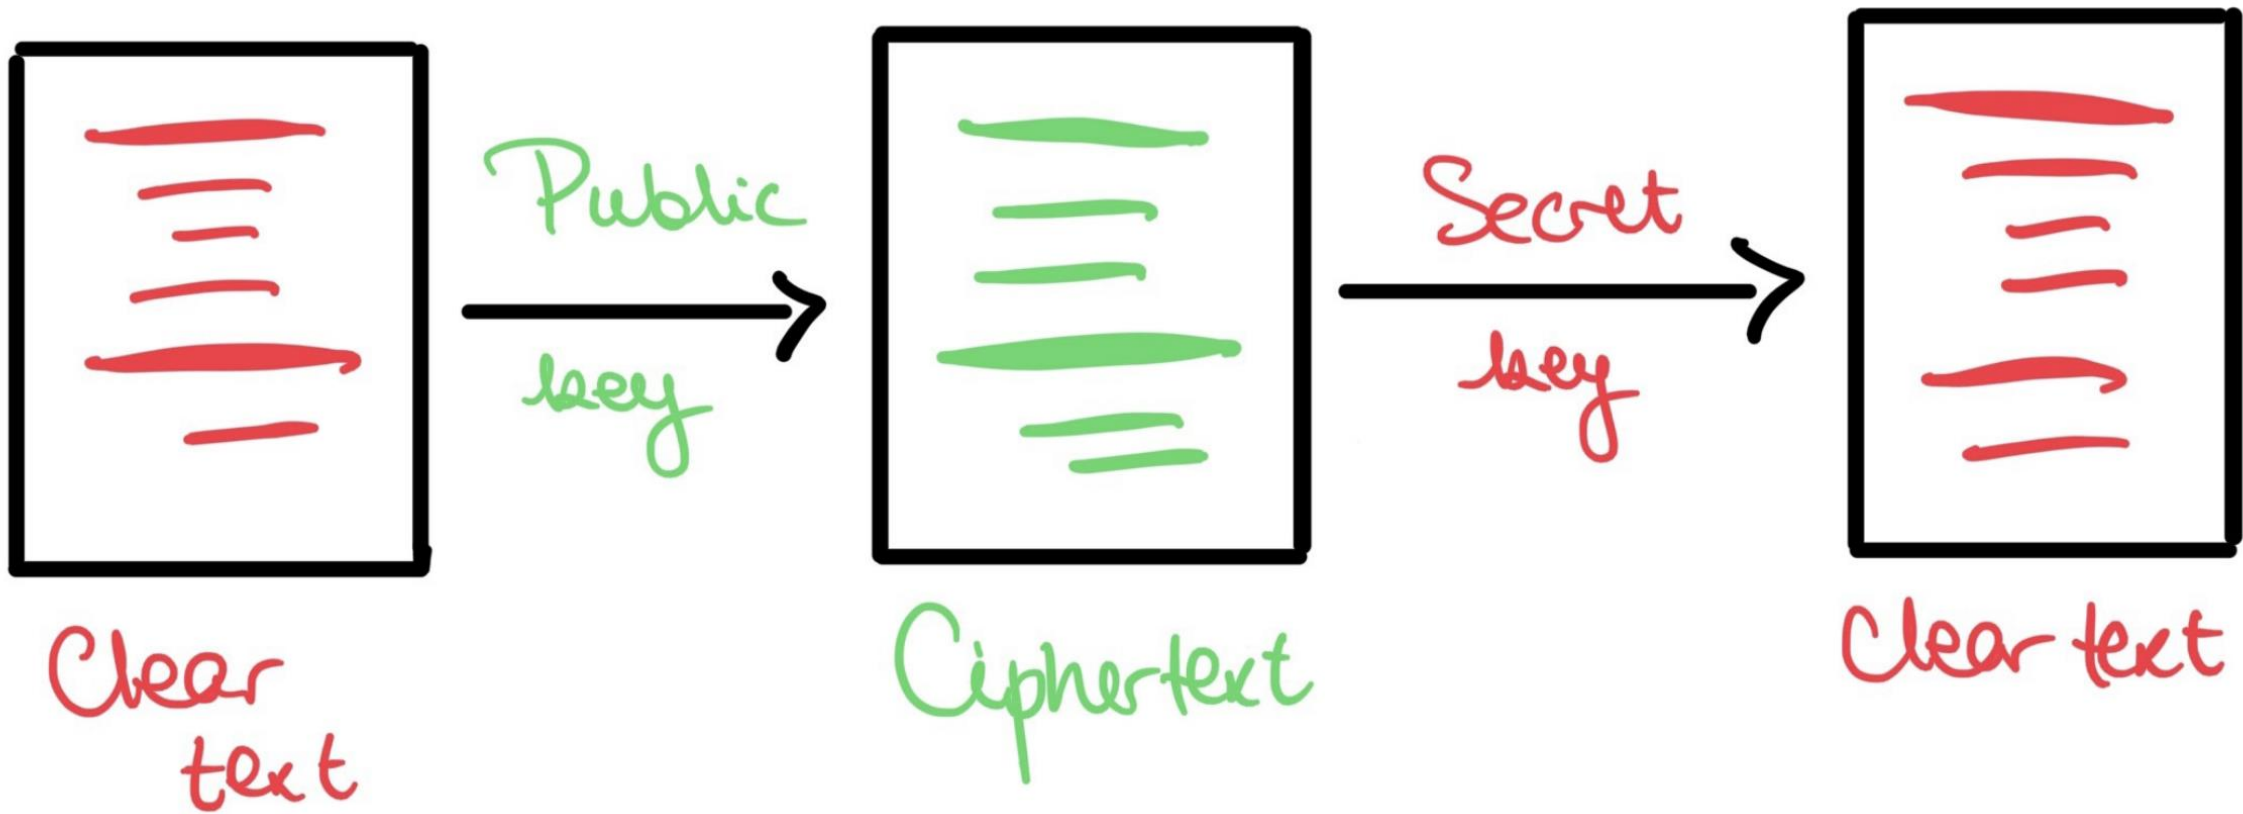 Public
key
Secret
key
Clear
text
Ciphertext
Clear text